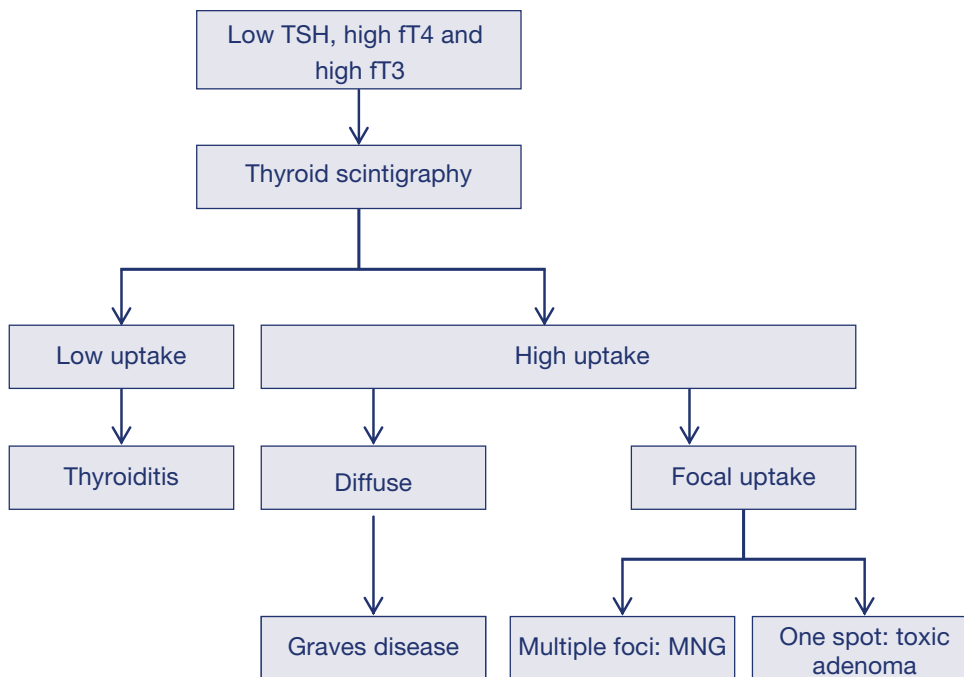 Low TSH, high fT4 and
high fT3
Thyroid scintigraphy
Low uptake
High uptake
Thyroiditis
Diffuse
Focal uptake
Graves disease
Multiple foci: MNG
One spot: toxic
adenoma